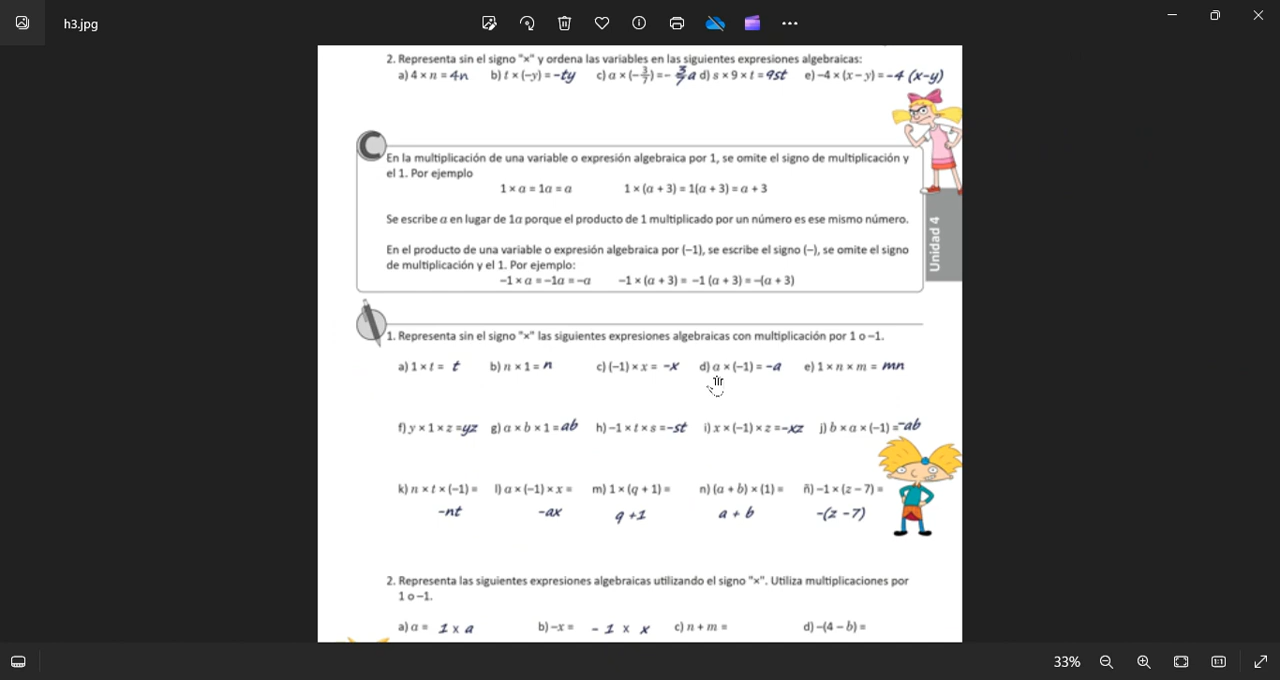 h3.jpg
2. Representa sin el signo "×" y ordena las variables en las siguientes expresiones algebraicas:
a) 4 × n = 4n b) t × (−y) = −ty c) a × (−3/7) = − 3/7 a d) s × 9 × t = 9st e) −4 × (x − y) = −4 (x−y)
C
En la multiplicación de una variable o expresión algebraica por 1, se omite el signo de multiplicación y
el 1. Por ejemplo
1 × a = 1a = a 1 × (a + 3) = 1(a + 3) = a + 3
Se escribe a en lugar de 1a porque el producto de 1 multiplicado por un número es ese mismo número.
En el producto de una variable o expresión algebraica por (−1), se escribe el signo (−), se omite el signo
de multiplicación y el 1. Por ejemplo:
−1 × a = −1a = −a −1 × (a + 3) = −1 (a + 3) = −(a + 3)
Unidad 4
1. Representa sin el signo "×" las siguientes expresiones algebraicas con multiplicación por 1 o −1.
a) 1 × t = t b) n × 1 = n c) (−1) × x = −x d) a × (−1) = −a e) 1 × n × m = mn
f) y × 1 × z = yz g) a × b × 1 = ab h) −1 × t × s = −st i) x × (−1) × z = −xz j) b × a × (−1) = −ab
k) n × t × (−1) = l) a × (−1) × x = m) 1 × (q + 1) = n) (a + b) × (1) = ñ) −1 × (z − 7) =
−nt −ax q +1 a + b −(z −7)
2. Representa las siguientes expresiones algebraicas utilizando el signo "×". Utiliza multiplicaciones por
1 o −1.
a) a = 1 x a b) −x = − 1 x x c) n + m = d) −(4 − b) =
33%